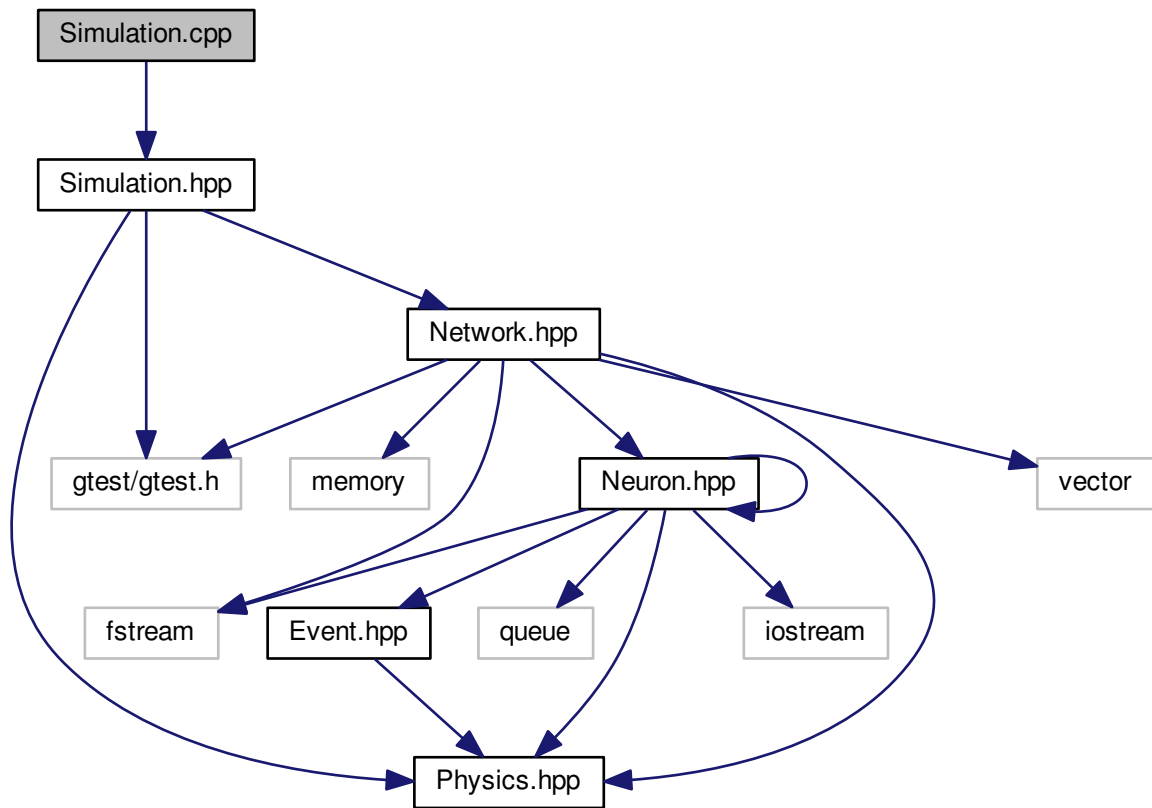 Simulation.cpp
Simulation.hpp
Network.hpp
gtest/gtest.h
memory
Neuron.hpp
vector
fstream
Event.hpp
queue
iostream
Physics.hpp